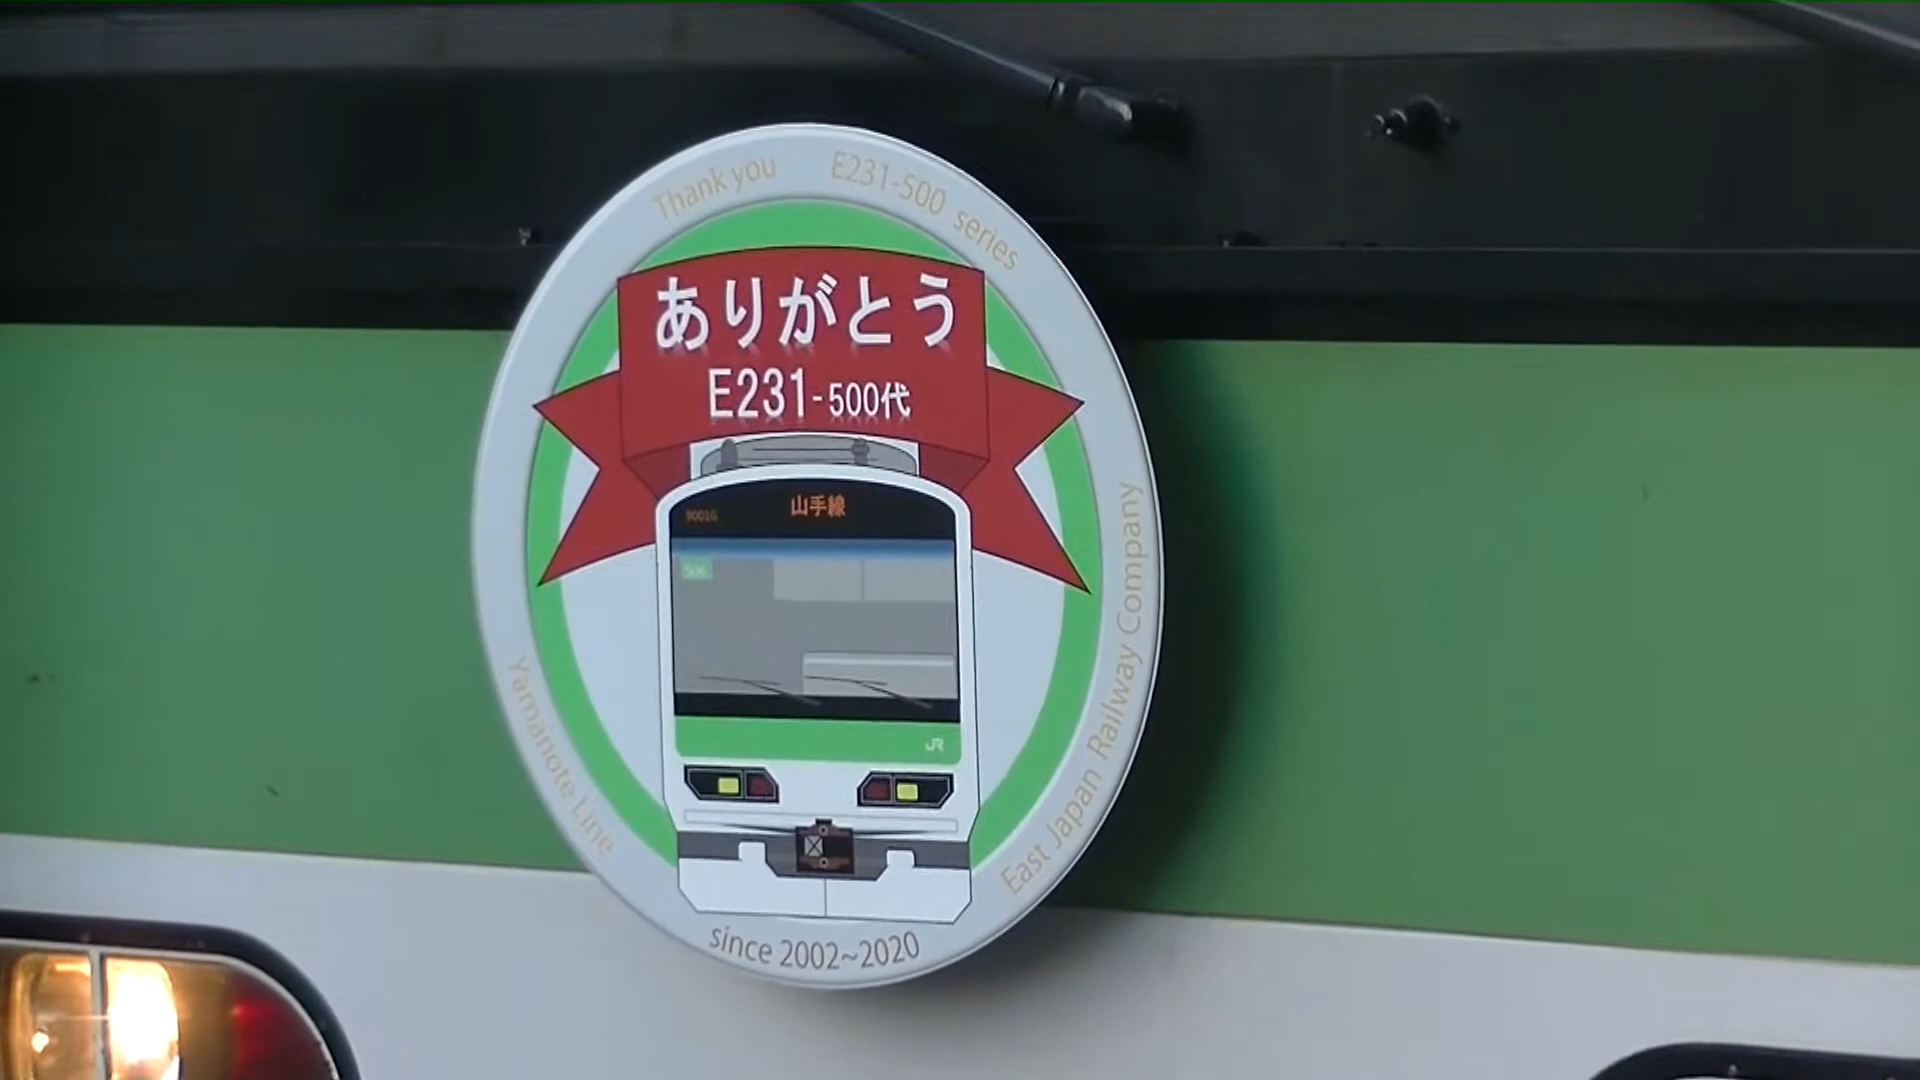 Thank you E231-500 series
ありがとう
E231-500代
山手線
506
JR
Yamanote Line
East Japan Railway Company
since 2002~2020